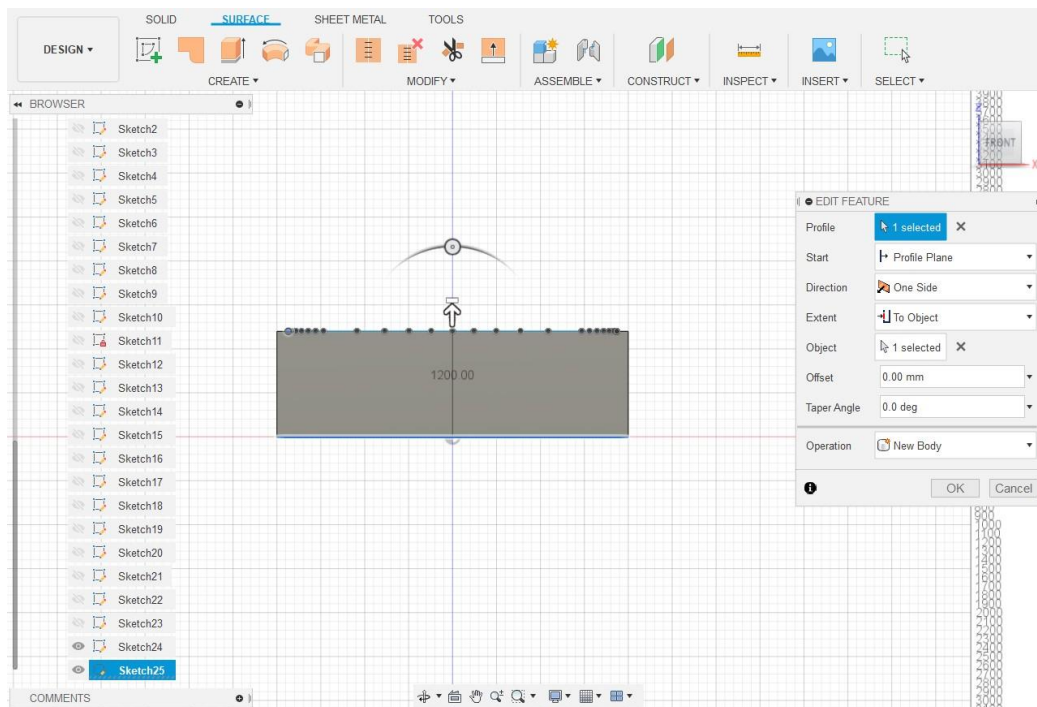 SOLID SURFACE SHEET METAL TOOLS
DESIGN
CREATE MODIFY ASSEMBLE CONSTRUCT INSPECT INSERT SELECT
BROWSER
Sketch2
Sketch3
Sketch4
Sketch5
Sketch6
Sketch7
Sketch8
Sketch9
Sketch10
Sketch11
Sketch12
Sketch13
Sketch14
Sketch15
Sketch16
Sketch17
Sketch18
Sketch19
Sketch20
Sketch21
Sketch22
Sketch23
Sketch24
Sketch25
COMMENTS
1200.00
FRONT
X
EDIT FEATURE
Profile 1 selected
Start Profile Plane
Direction One Side
Extent To Object
Object 1 selected
Offset 0.00 mm
Taper Angle 0.0 deg
Operation New Body
OK Cancel